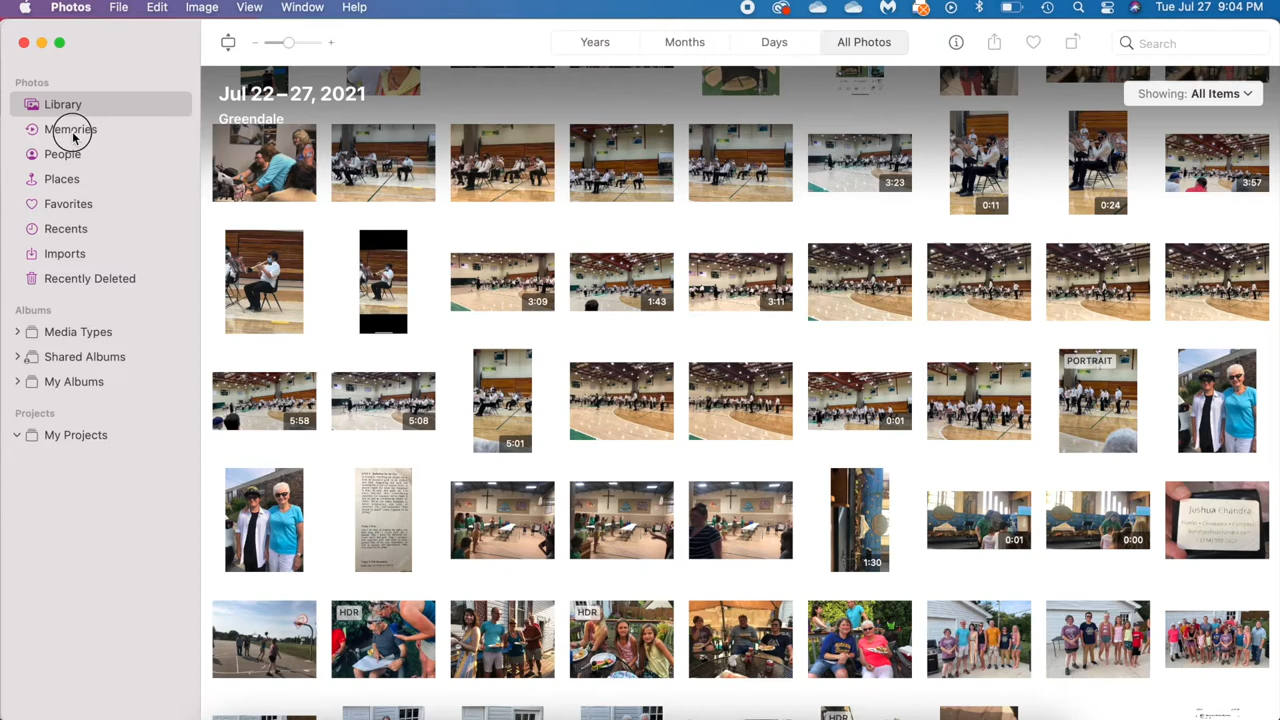 Photos File Edit Image View Window Help Tue Jul 27 9:04 PM
Years Months Days All Photos Search
Photos
Library
Memories
People
Places
Favorites
Recents
Imports
Recently Deleted
Albums
Media Types
Shared Albums
My Albums
Projects
My Projects
Jul 22–27, 2021
Greendale
Showing: All Items
3:23 0:11 0:24 3:57
3:09 1:43 3:11
5:58 5:08 5:01 0:01 PORTRAIT
1:30 0:01 0:00
Joshua Chandra
HDR HDR
HDR